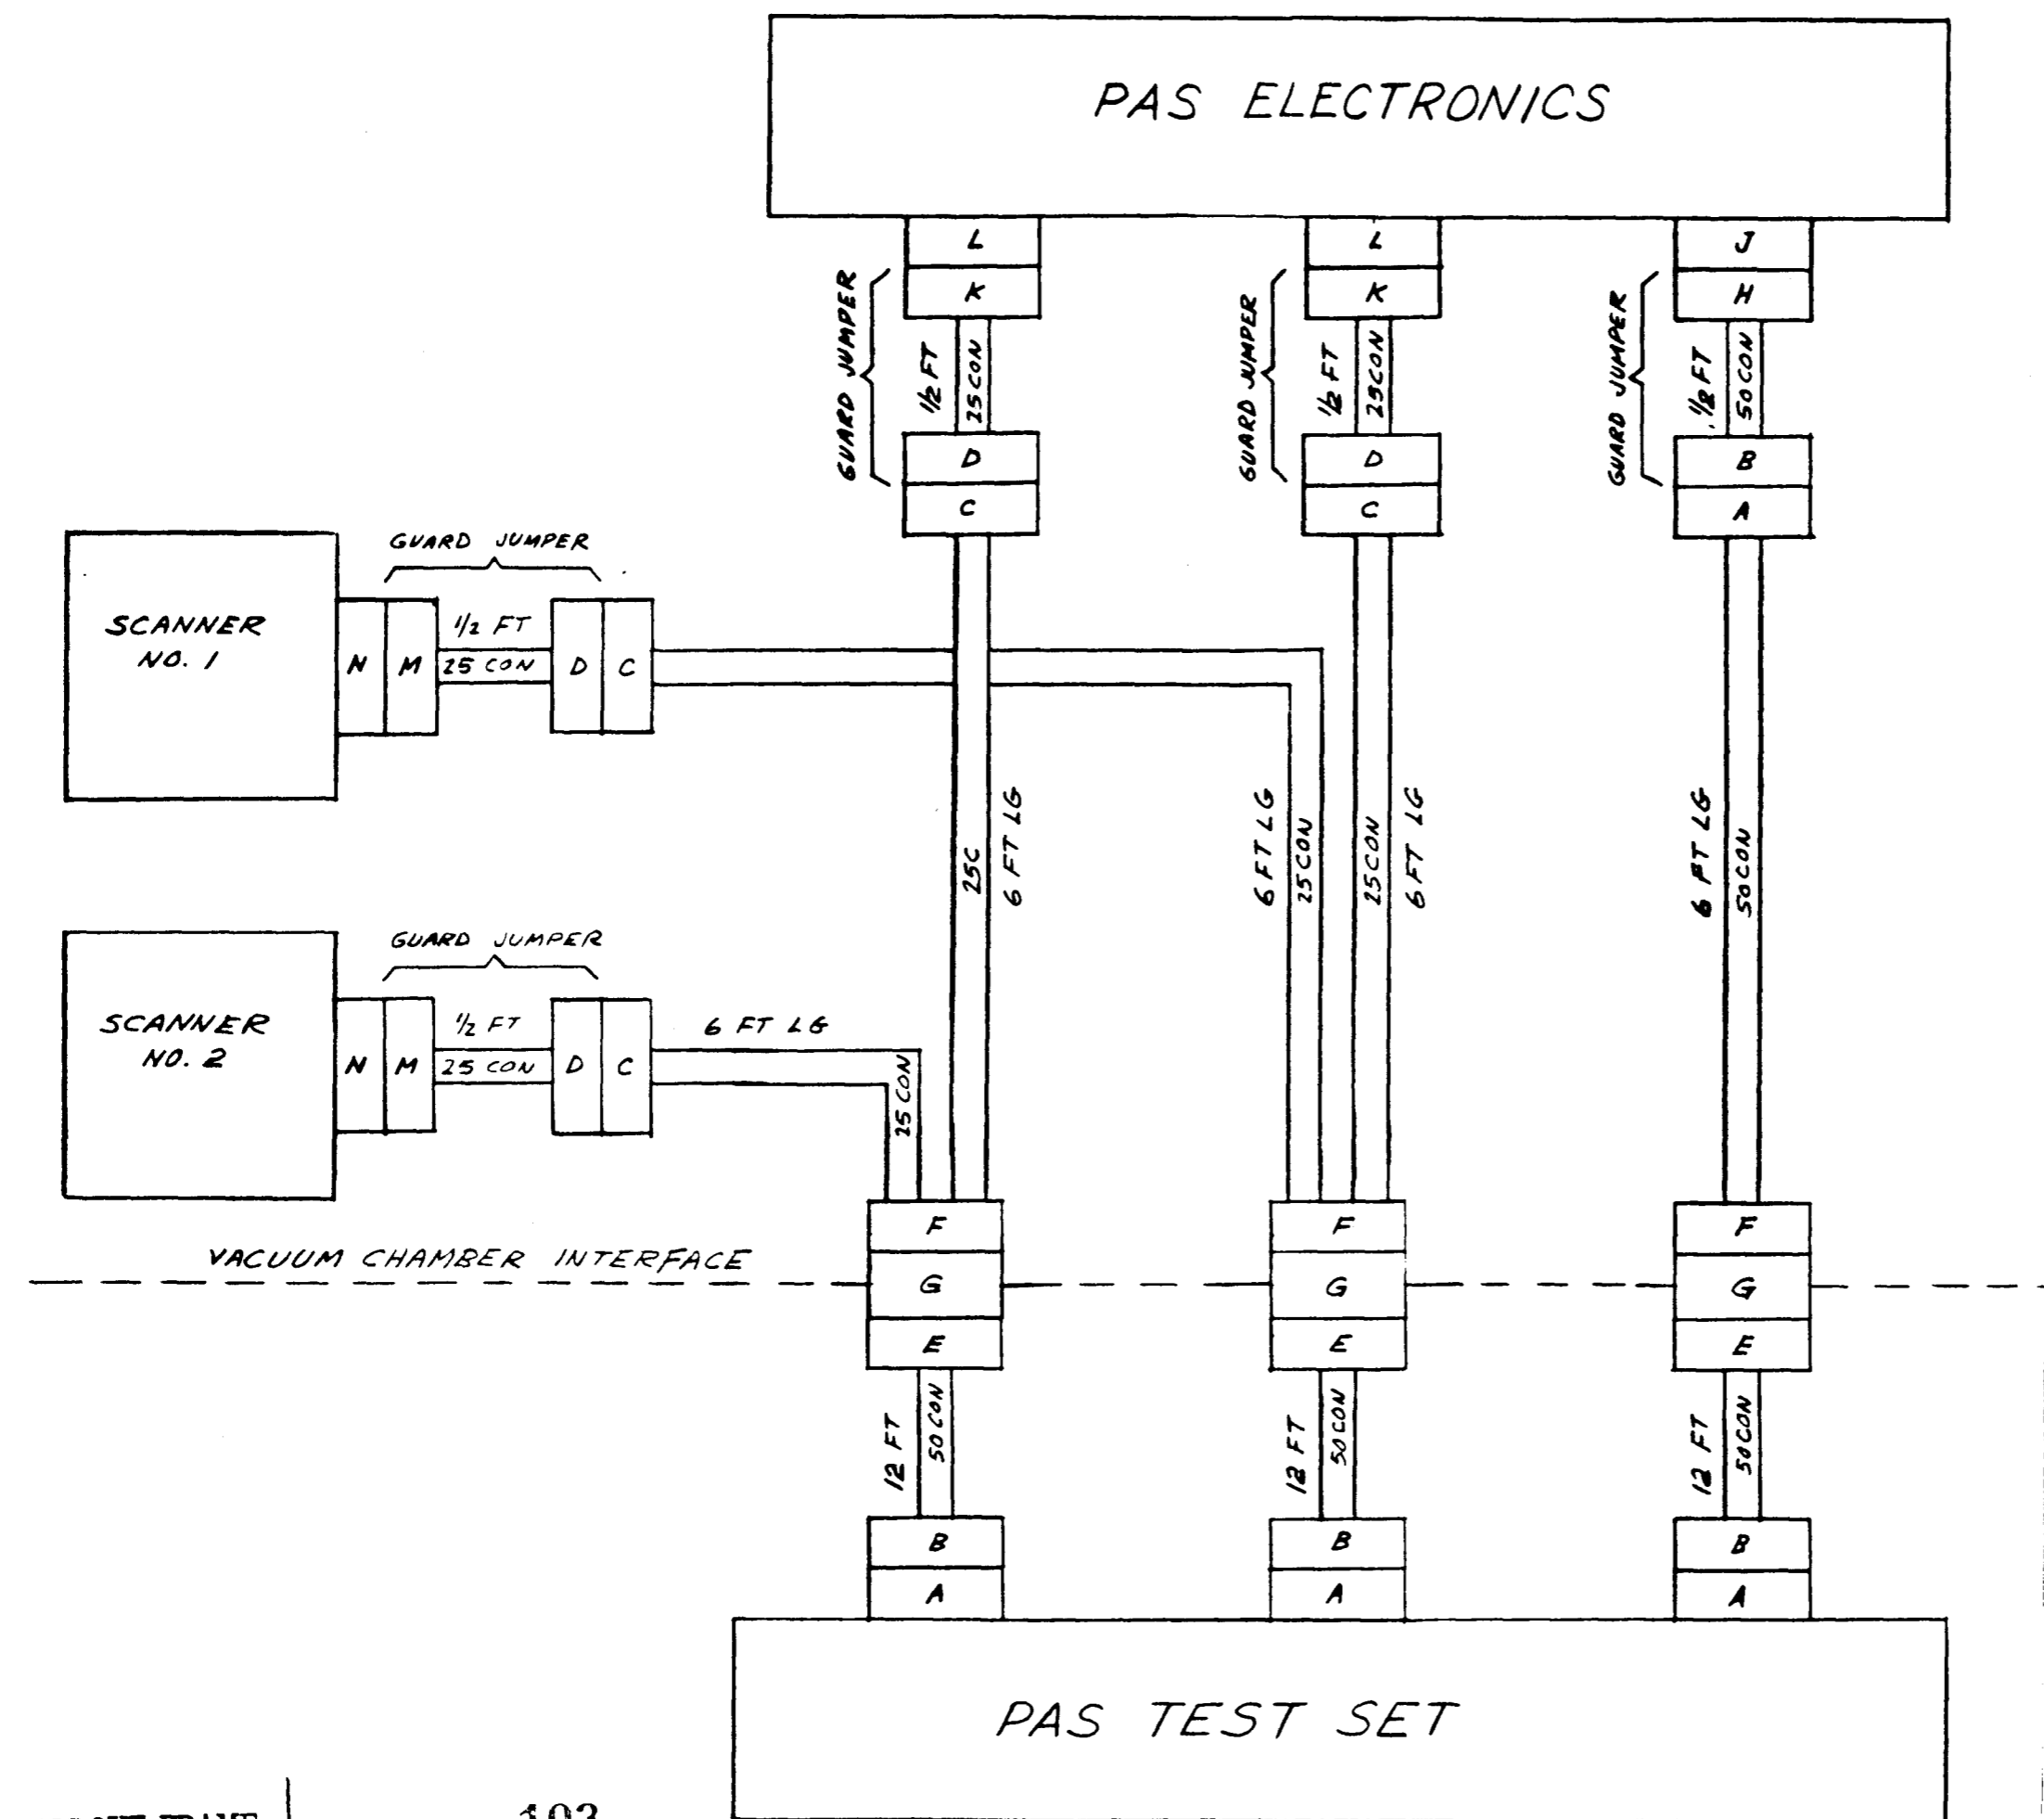 PAS ELECTRONICS
L
L
J
K
K
H
GUARD JUMPER
1/2 FT
25 CON
GUARD JUMPER
1/2 FT
25 CON
GUARD JUMPER
1/2 FT
50 CON
D
D
B
C
C
A
GUARD JUMPER
SCANNER
NO. 1
N
M
1/2 FT
25 CON
D
C
25C
6 FT LG
6 FT LG
25 CON
25 CON
6 FT LG
6 FT LG
50 CON
GUARD JUMPER
SCANNER
NO. 2
N
M
1/2 FT
25 CON
D
C
6 FT LG
25 CON
F
F
F
VACUUM CHAMBER INTERFACE
G
G
G
E
E
E
12 FT
50 CON
12 FT
50 CON
12 FT
50 CON
B
B
B
A
A
A
PAS TEST SET
103